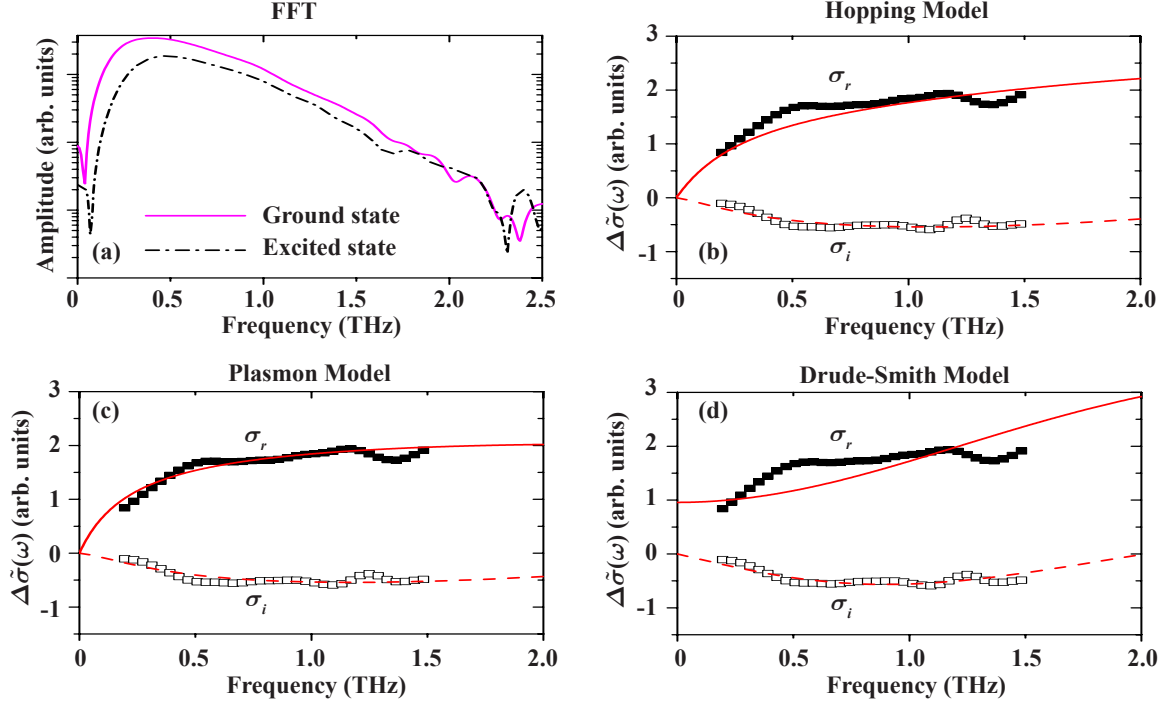 FFT
Amplitude (arb. units)
Ground state
Excited state
(a)
0 0.5 1.0 1.5 2.0 2.5
Frequency (THz)
Hopping Model
Δσ̃(ω) (arb. units)
3
2
1
0
-1
σr
σi
(b)
0 0.5 1.0 1.5 2.0
Frequency (THz)
Plasmon Model
Δσ̃(ω) (arb. units)
3
2
1
0
-1
(c)
σr
σi
0 0.5 1.0 1.5 2.0
Frequency (THz)
Drude-Smith Model
Δσ̃(ω) (arb. units)
3
2
1
0
-1
(d)
σr
σi
0 0.5 1.0 1.5 2.0
Frequency (THz)